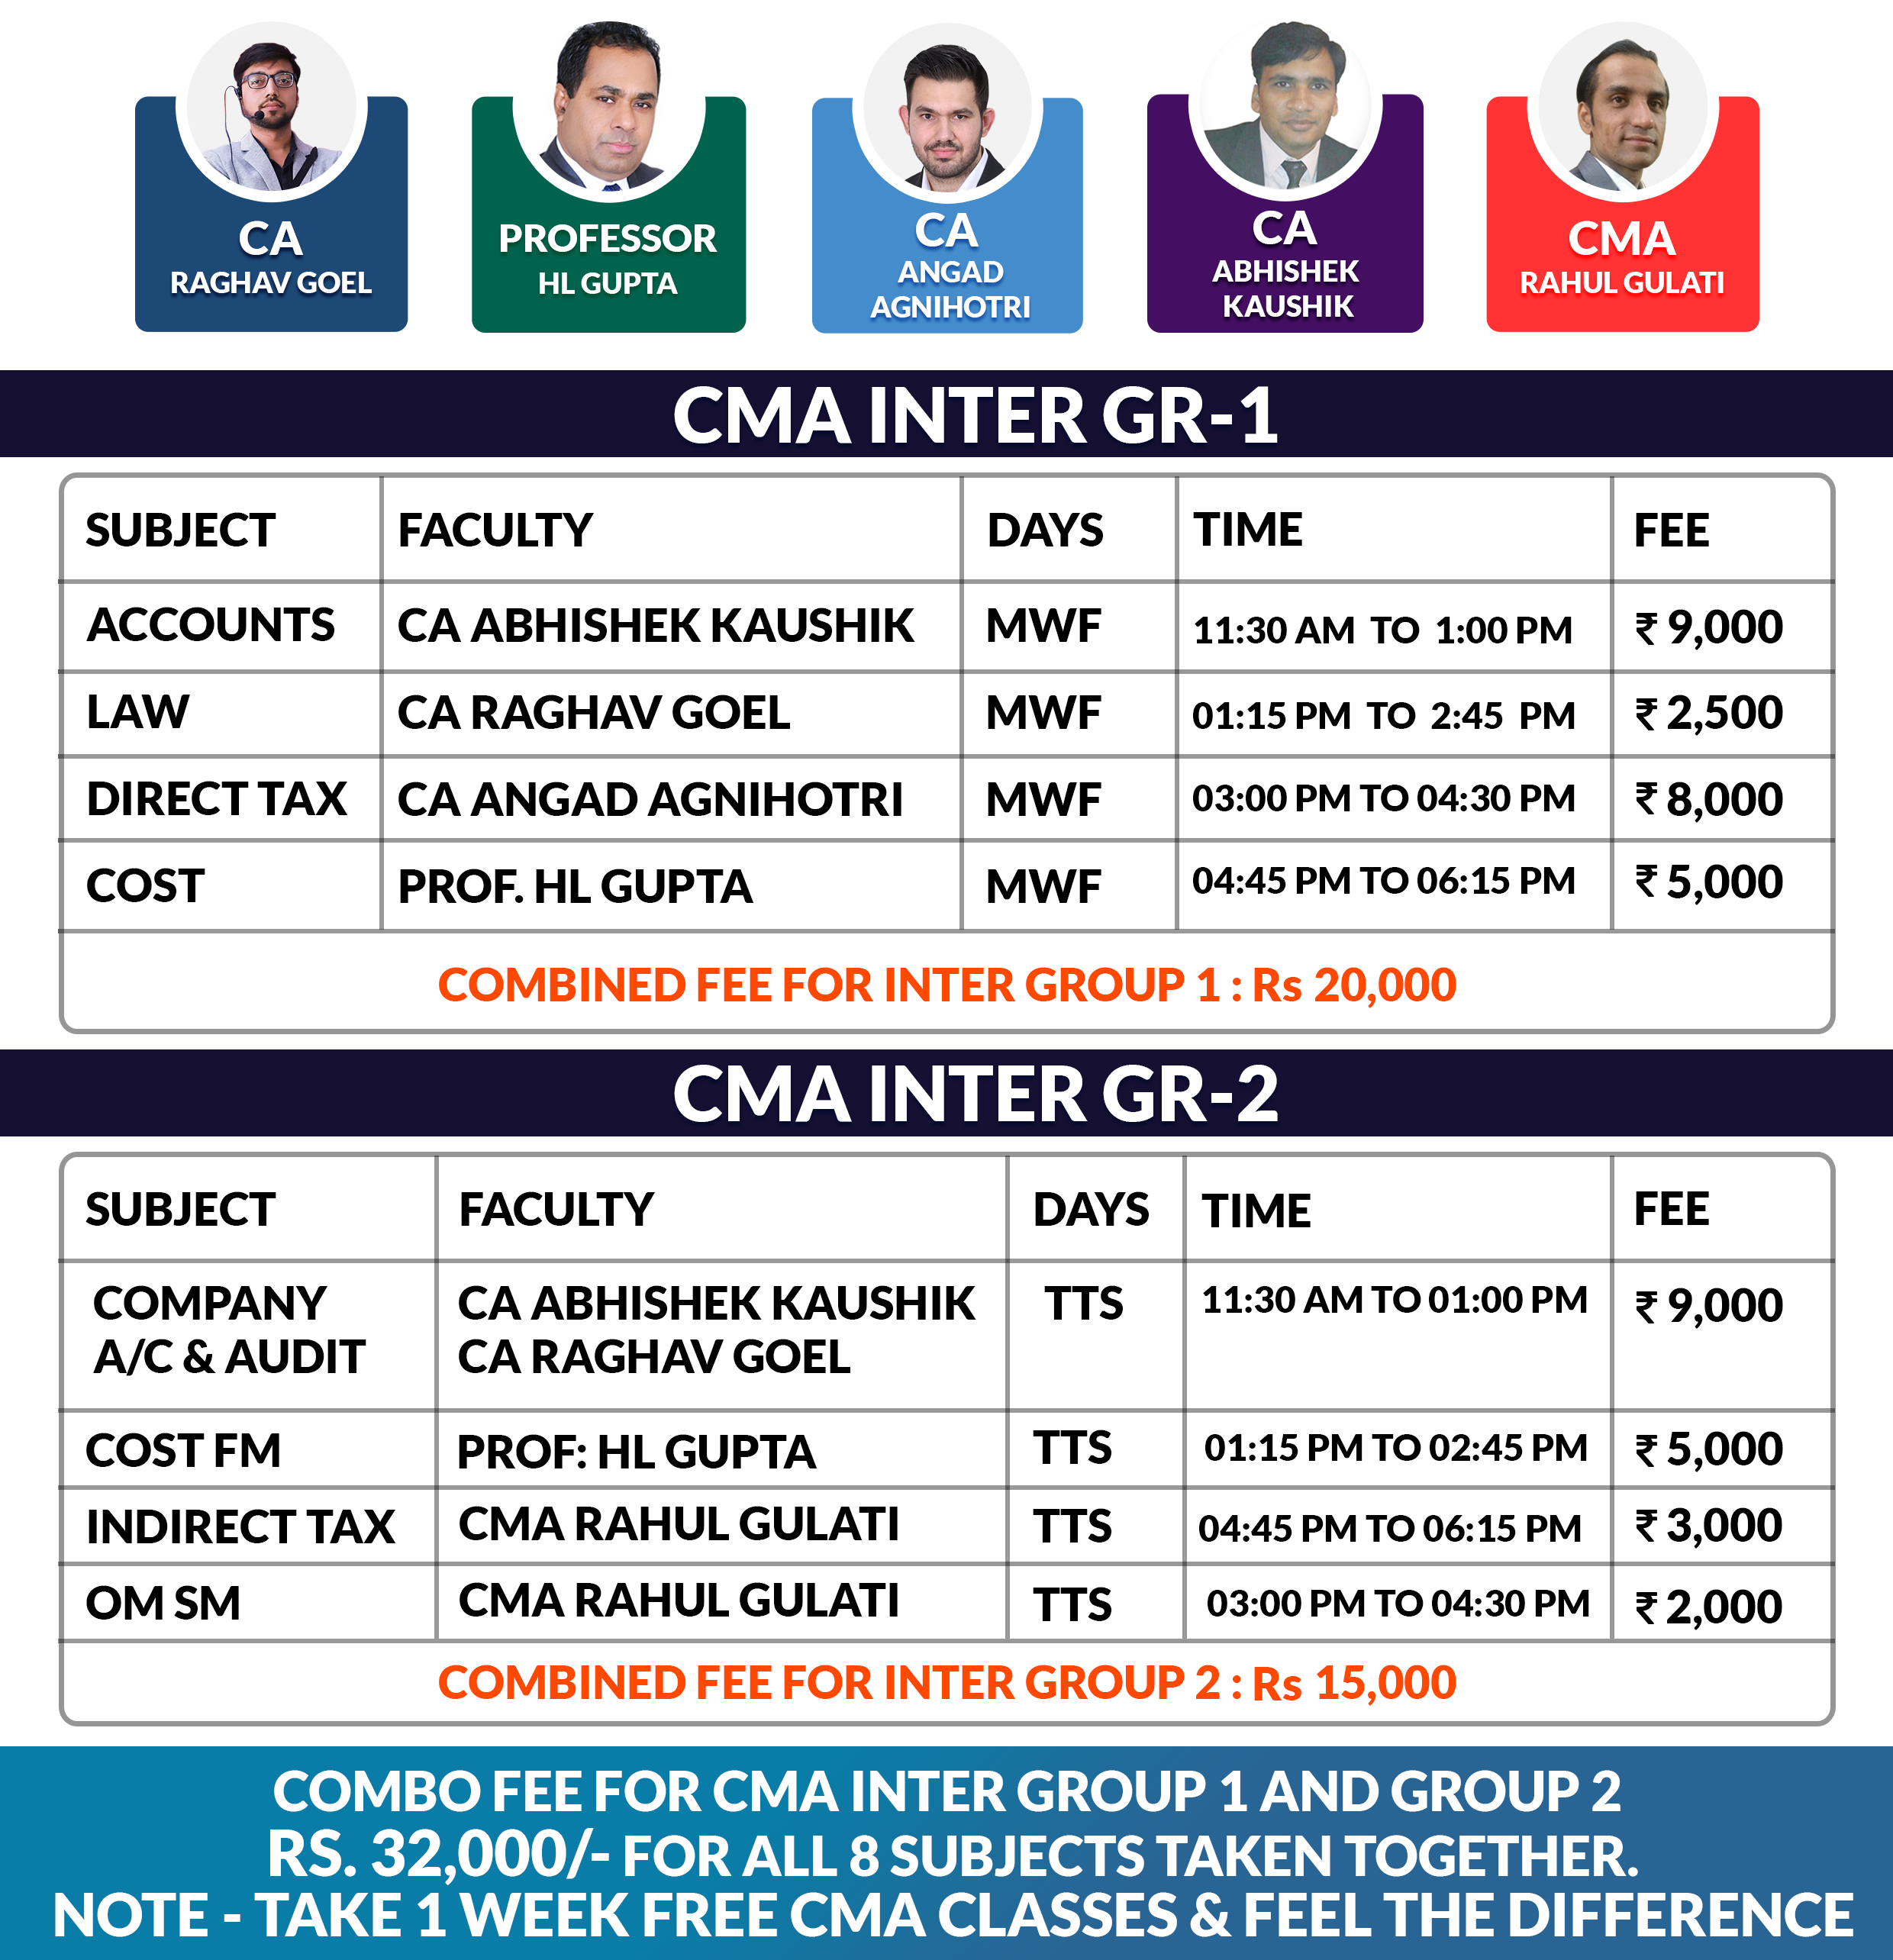 CA
RAGHAV GOEL
PROFESSOR
HL GUPTA
CA
ANGAD
AGNIHOTRI
CA
ABHISHEK
KAUSHIK
CMA
RAHUL GULATI
CMA INTER GR-1
SUBJECT FACULTY DAYS TIME FEE
ACCOUNTS CA ABHISHEK KAUSHIK MWF 11:30 AM TO 1:00 PM ₹ 9,000
LAW CA RAGHAV GOEL MWF 01:15 PM TO 2:45 PM ₹ 2,500
DIRECT TAX CA ANGAD AGNIHOTRI MWF 03:00 PM TO 04:30 PM ₹ 8,000
COST PROF. HL GUPTA MWF 04:45 PM TO 06:15 PM ₹ 5,000
COMBINED FEE FOR INTER GROUP 1 : Rs 20,000
CMA INTER GR-2
SUBJECT FACULTY DAYS TIME FEE
COMPANY CA ABHISHEK KAUSHIK TTS 11:30 AM TO 01:00 PM ₹ 9,000
A/C & AUDIT CA RAGHAV GOEL
COST FM PROF: HL GUPTA TTS 01:15 PM TO 02:45 PM ₹ 5,000
INDIRECT TAX CMA RAHUL GULATI TTS 04:45 PM TO 06:15 PM ₹ 3,000
OM SM CMA RAHUL GULATI TTS 03:00 PM TO 04:30 PM ₹ 2,000
COMBINED FEE FOR INTER GROUP 2 : Rs 15,000
COMBO FEE FOR CMA INTER GROUP 1 AND GROUP 2
RS. 32,000/- FOR ALL 8 SUBJECTS TAKEN TOGETHER.
NOTE - TAKE 1 WEEK FREE CMA CLASSES & FEEL THE DIFFERENCE